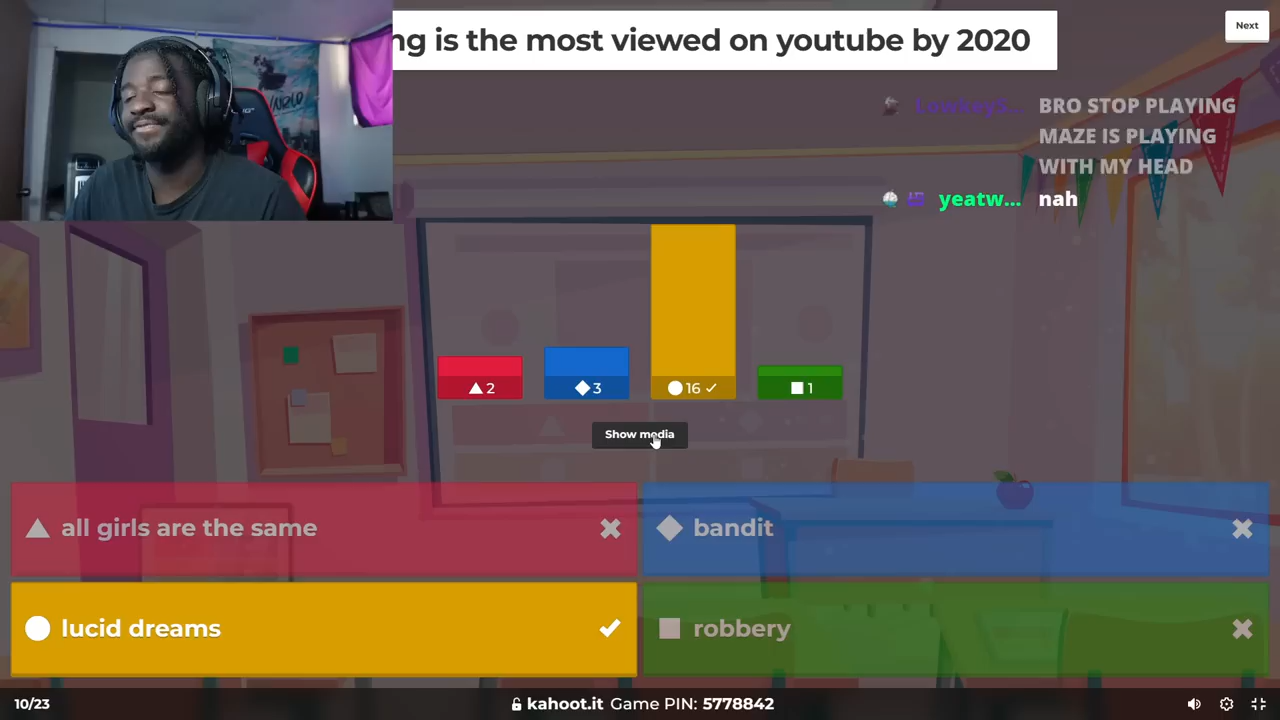 ng is the most viewed on youtube by 2020
Next
BRO STOP PLAYING
MAZE IS PLAYING
WITH MY HEAD
yeatw... nah
2
3
16
1
Show media
all girls are the same
bandit
lucid dreams
robbery
10/23
kahoot.it Game PIN: 5778842